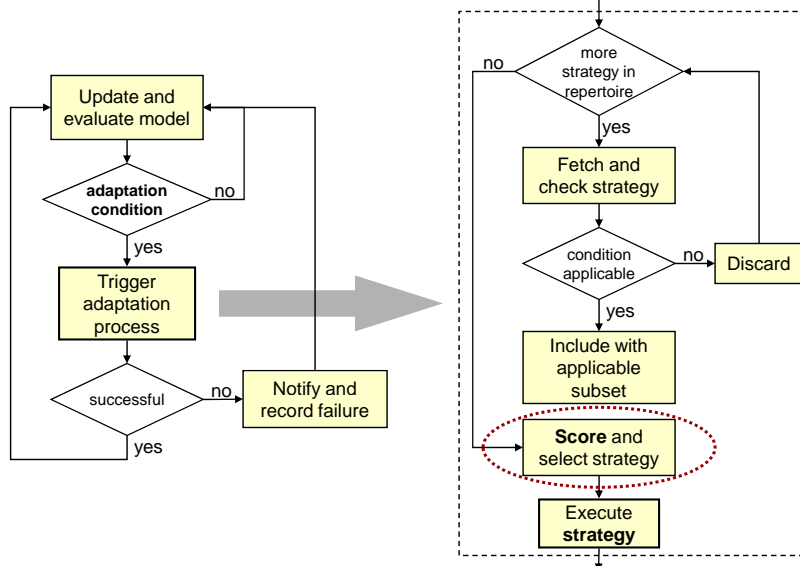 Update and
evaluate model
adaptation
condition
no
yes
Trigger
adaptation
process
successful
no
Notify and
record failure
yes
more
strategy in
repertoire
no
yes
Fetch and
check strategy
condition
applicable
no
Discard
yes
Include with
applicable
subset
Score and
select strategy
Execute
strategy